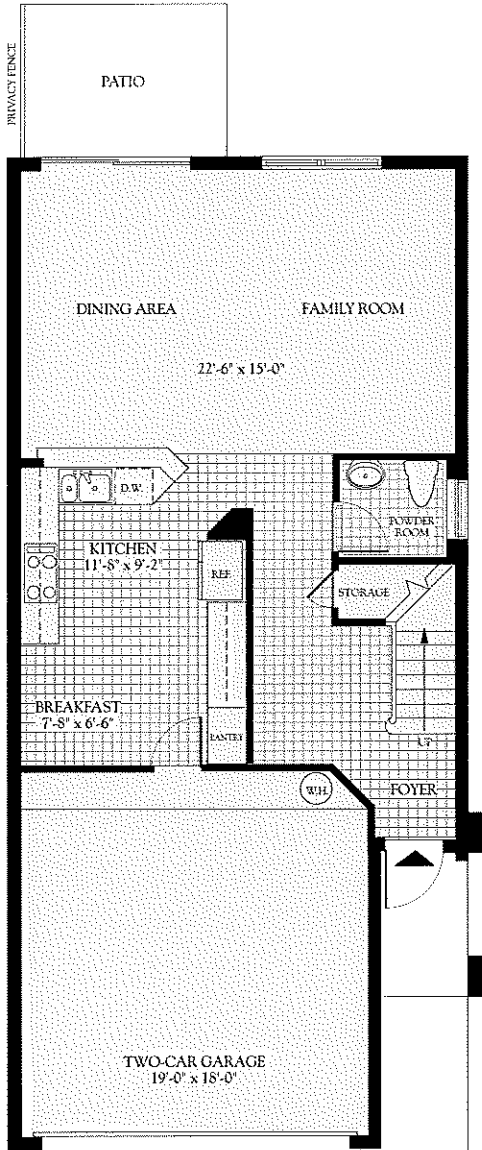 PRIVACY FENCE
PATIO
DINING AREA
FAMILY ROOM
22'-6" x 15'-0"
D.W.
KITCHEN
11'-8" x 9'-2"
REF.
POWDER
ROOM
STORAGE
BREAKFAST
7'-8" x 6'-6"
PANTRY
UP
W.H.
FOYER
TWO-CAR GARAGE
19'-0" x 18'-0"